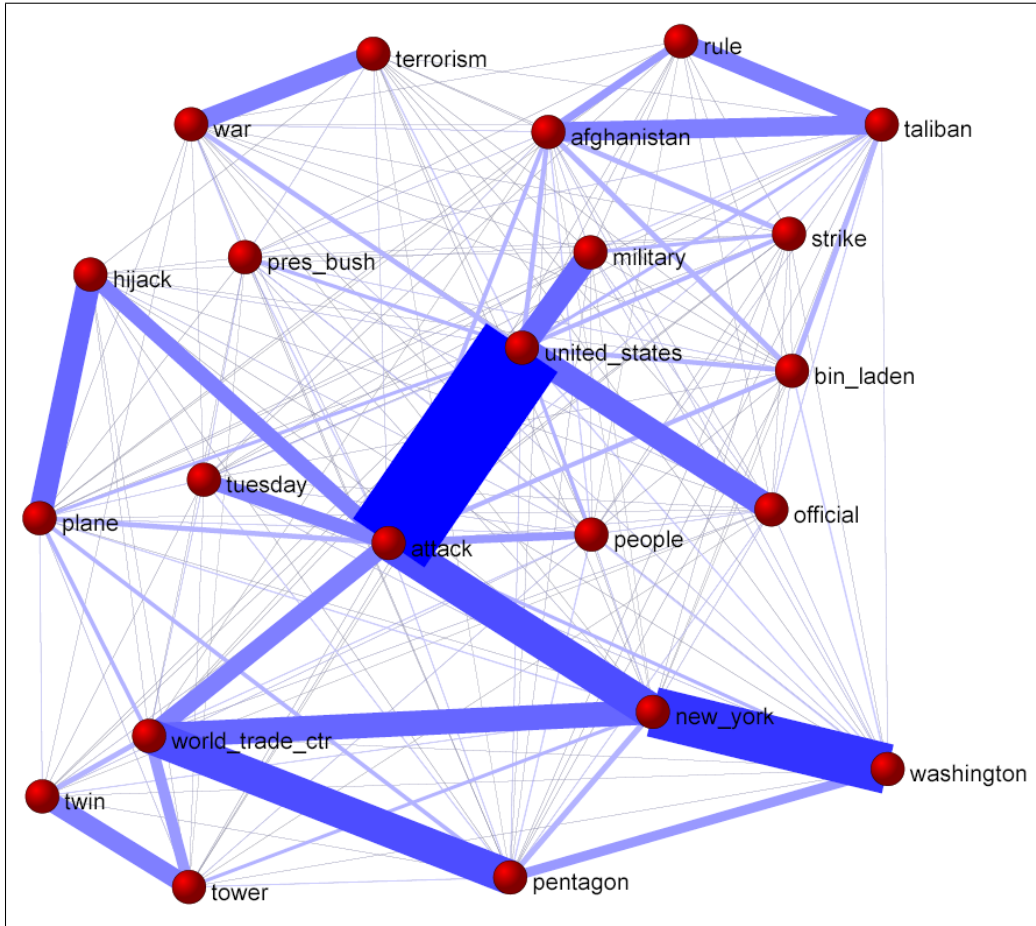 terrorism
rule
war
afghanistan
taliban
strike
pres_bush
military
hijack
united_states
bin_laden
tuesday
official
plane
people
attack
new_york
world_trade_ctr
washington
twin
pentagon
tower